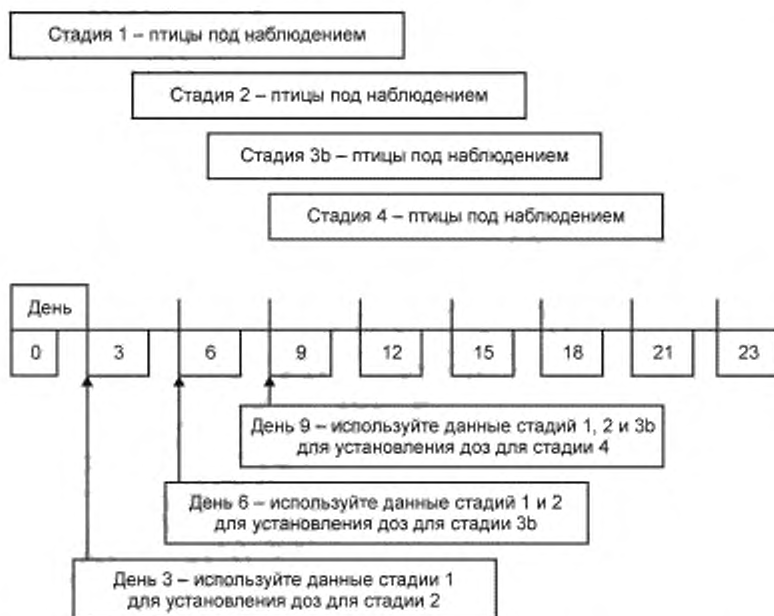 Стадия 1 – птицы под наблюдением
Стадия 2 – птицы под наблюдением
Стадия 3b – птицы под наблюдением
Стадия 4 – птицы под наблюдением
День
0 3 6 9 12 15 18 21 23
День 9 – используйте данные стадий 1, 2 и 3b
для установления доз для стадии 4
День 6 – используйте данные стадий 1 и 2
для установления доз для стадии 3b
День 3 – используйте данные стадии 1
для установления доз для стадии 2